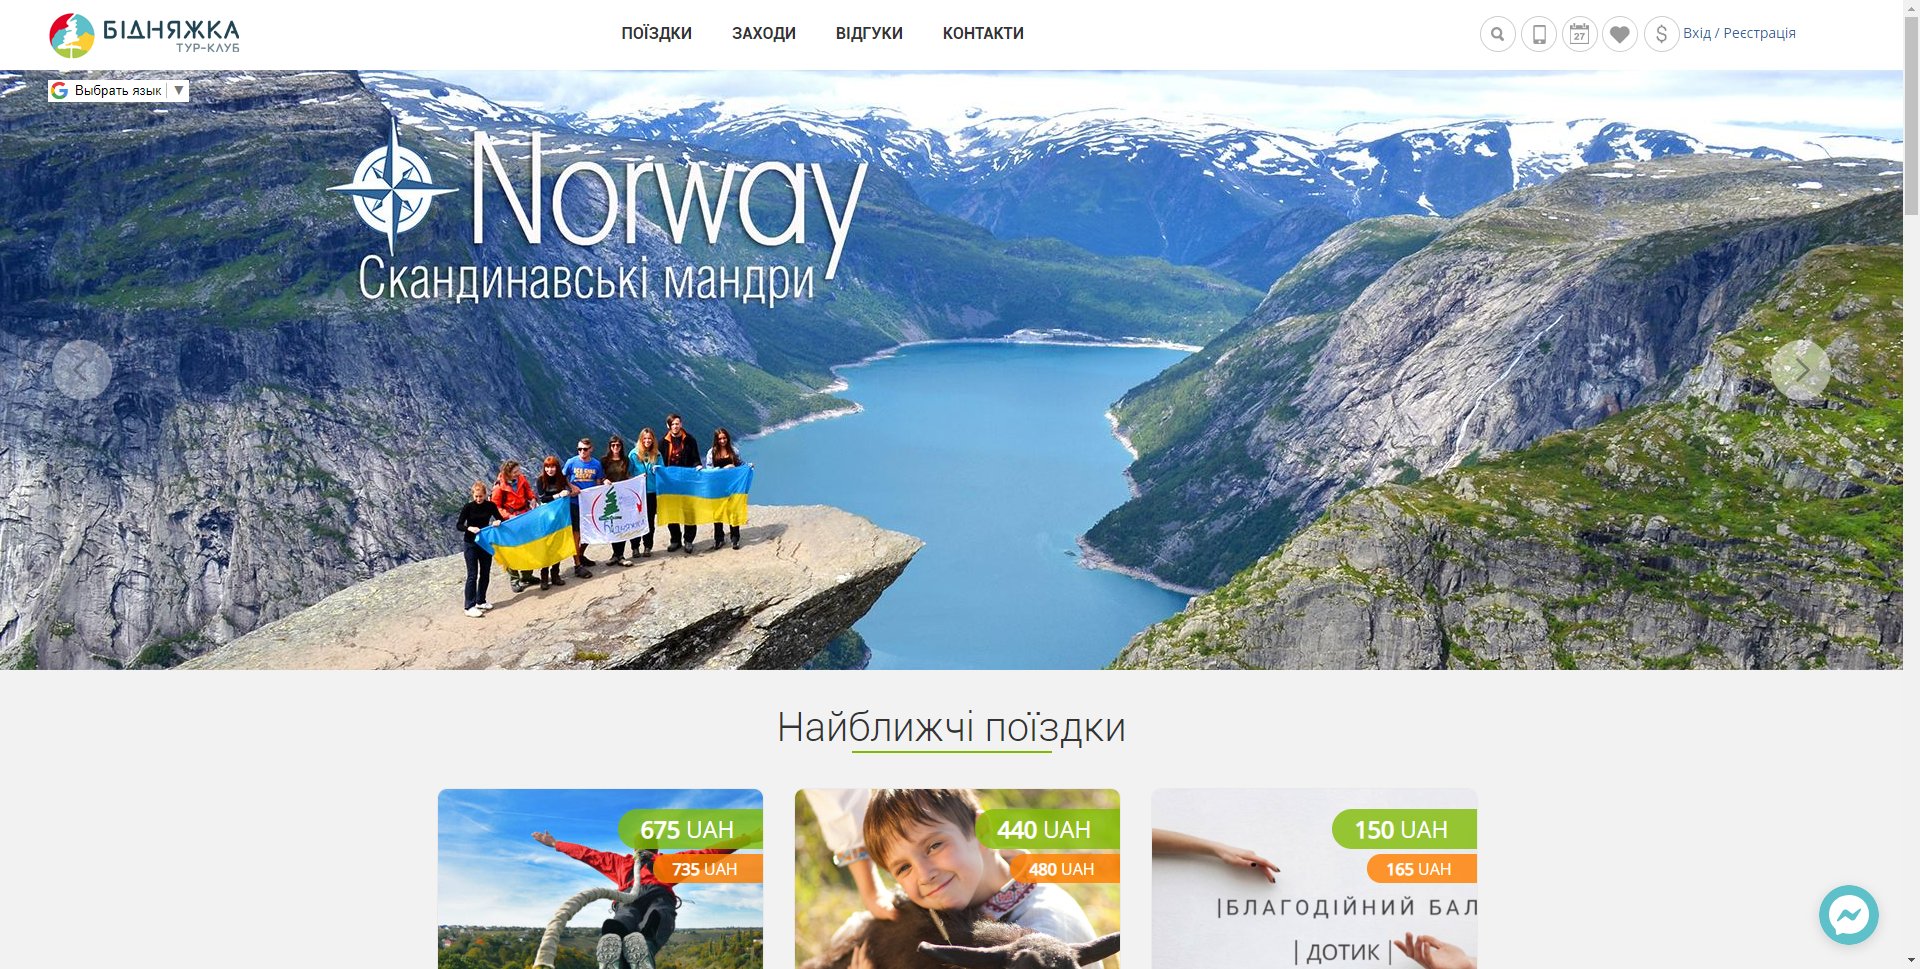 БІДНЯЖКА
ТУР-КЛУБ
ПОЇЗДКИ
ЗАХОДИ
ВІДГУКИ
КОНТАКТИ
27
$
Вхід / Реєстрація
Выбрать язык ▼
Norway
Скандинавські мандри
Бідняжка
Найближчі поїздки
675 UAH
735 UAH
440 UAH
480 UAH
150 UAH
165 UAH
|БЛАГОДІЙНИЙ БАЛ
| ДОТИК |